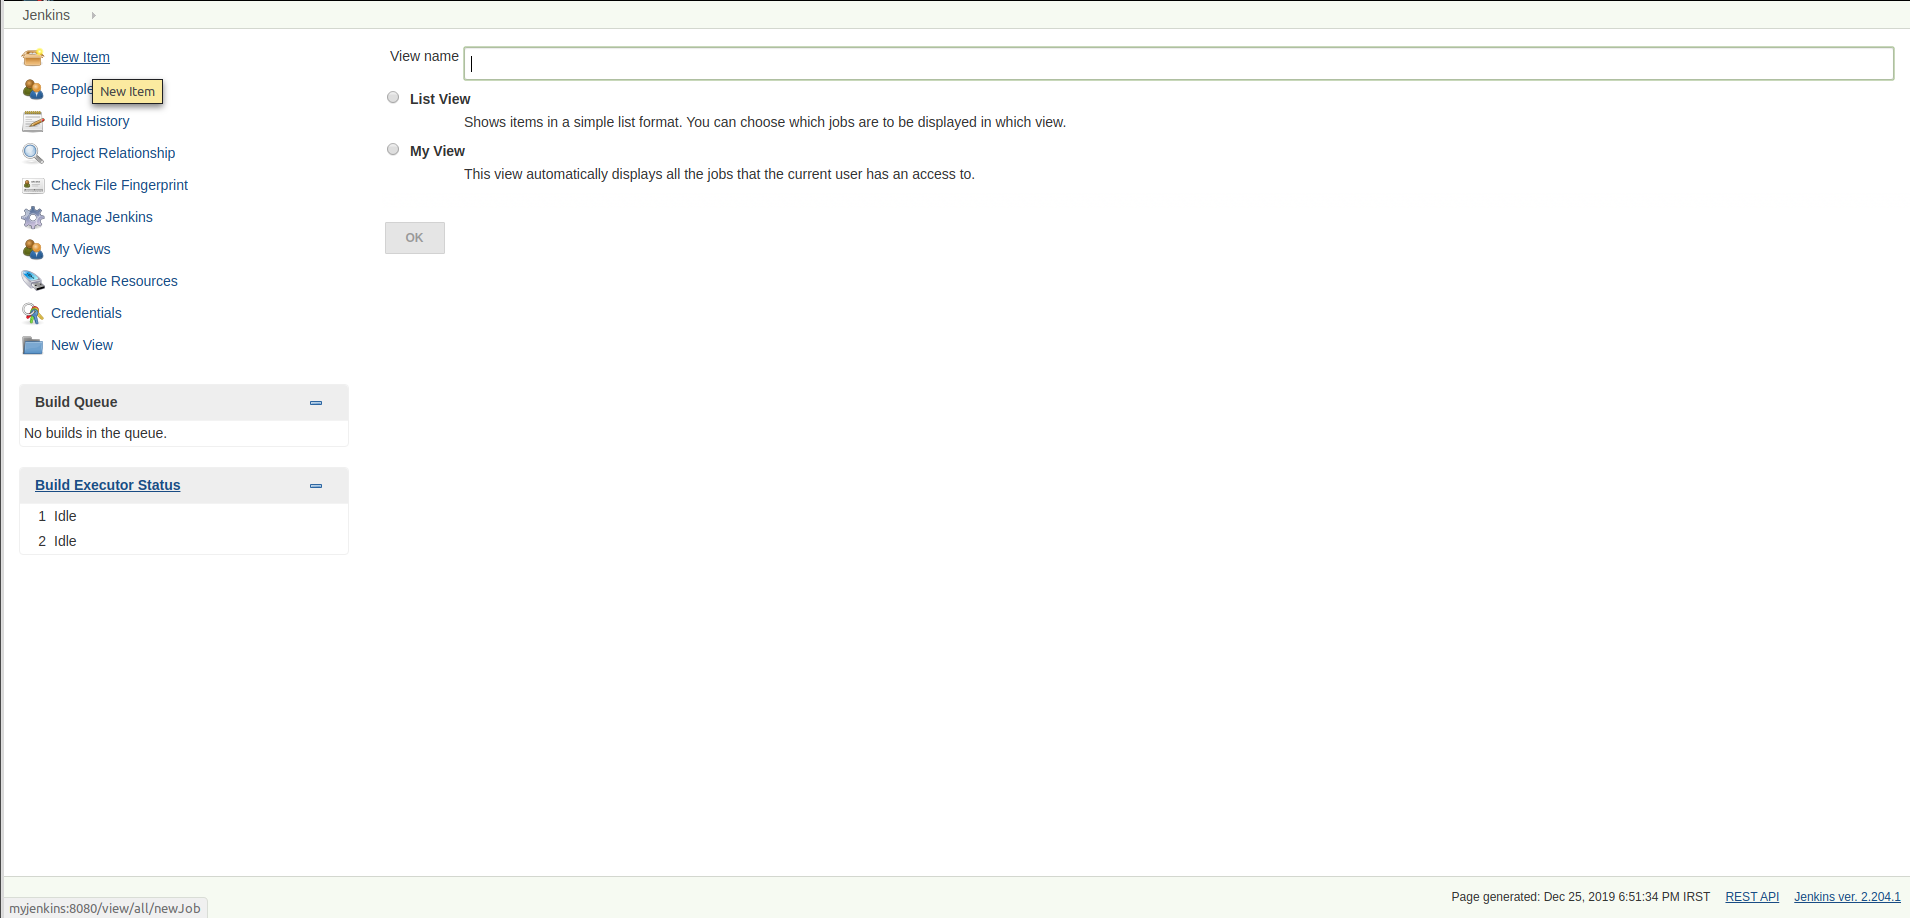 Jenkins
New Item
People
New Item
Build History
Project Relationship
Check File Fingerprint
Manage Jenkins
My Views
Lockable Resources
Credentials
New View
Build Queue
No builds in the queue.
Build Executor Status
1 Idle
2 Idle
View name
List View
Shows items in a simple list format. You can choose which jobs are to be displayed in which view.
My View
This view automatically displays all the jobs that the current user has an access to.
OK
Page generated: Dec 25, 2019 6:51:34 PM IRST REST API Jenkins ver. 2.204.1
myjenkins:8080/view/all/newJob